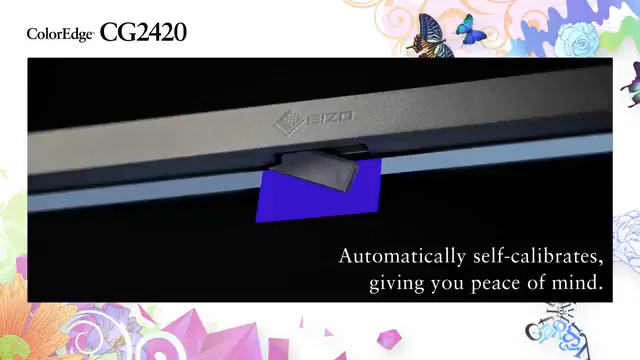 ColorEdge® CG2420
EIZO
Automatically self-calibrates,
giving you peace of mind.